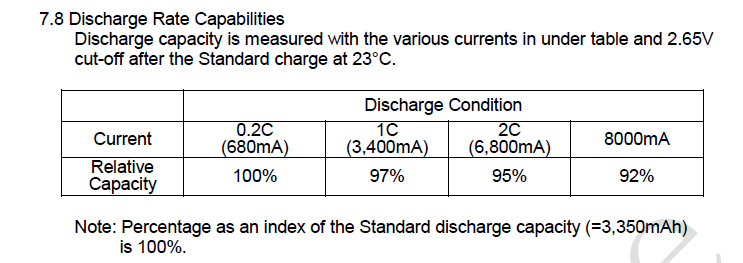 7.8 Discharge Rate Capabilities
Discharge capacity is measured with the various currents in under table and 2.65V
cut-off after the Standard charge at 23°C.
Discharge Condition
Current
0.2C
(680mA)
1C
(3,400mA)
2C
(6,800mA)
8000mA
Relative
Capacity
100%
97%
95%
92%
Note: Percentage as an index of the Standard discharge capacity (=3,350mAh)
is 100%.